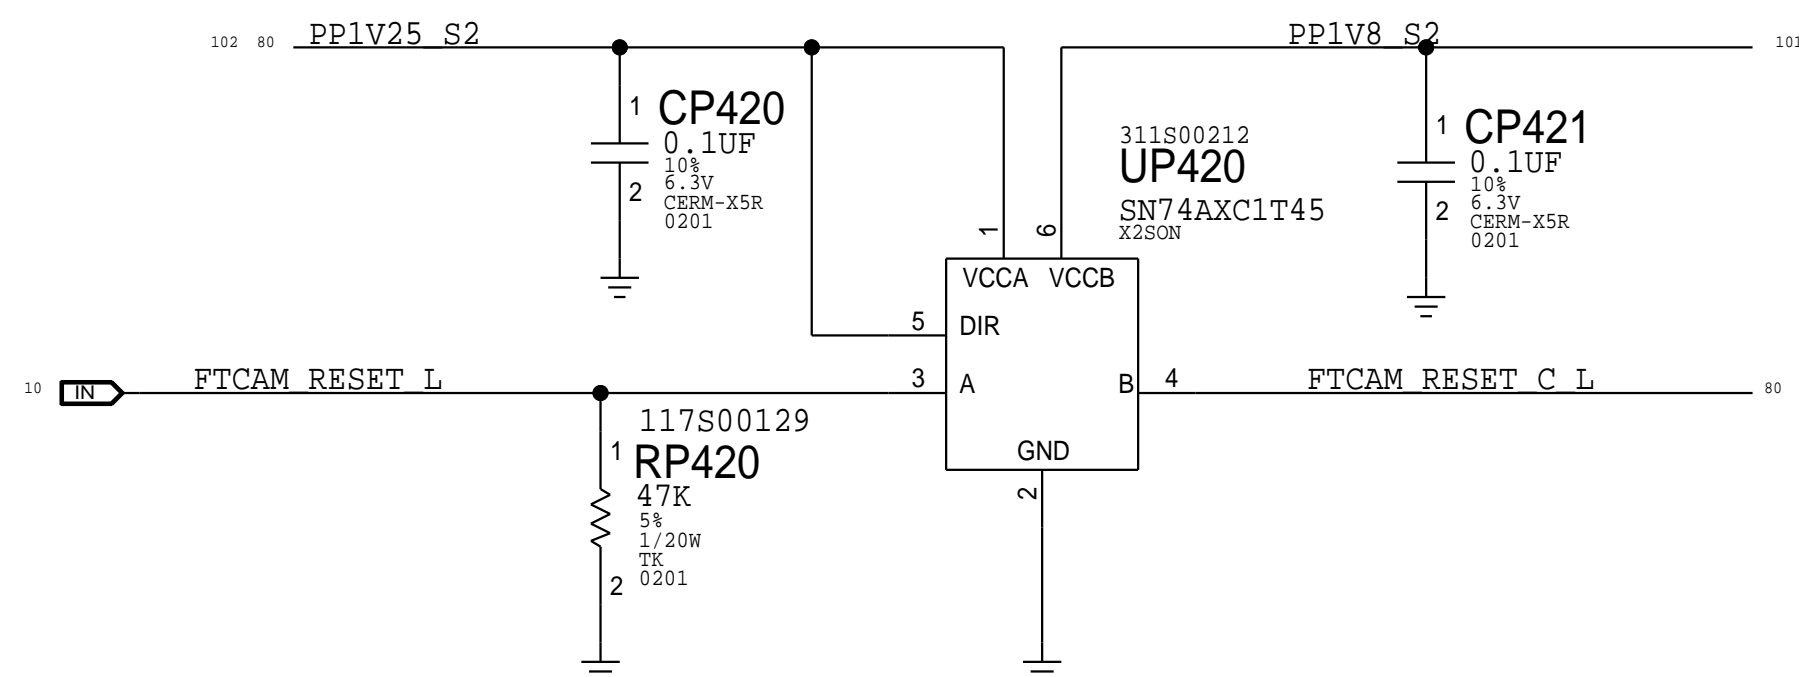 102 80 PP1V25_S2
PP1V8_S2 101
1 CP420
0.1UF
10%
6.3V
2
CERM-X5R
0201
311S00212
UP420
SN74AXC1T45
X2SON
1 CP421
0.1UF
10%
6.3V
2
CERM-X5R
0201
1 6
VCCA VCCB
5 DIR
10 IN FTCAM_RESET_L 3 A
B 4 FTCAM_RESET_C_L 80
117S00129
1 RP420
47K
5%
1/20W
TK
2 0201
GND
2